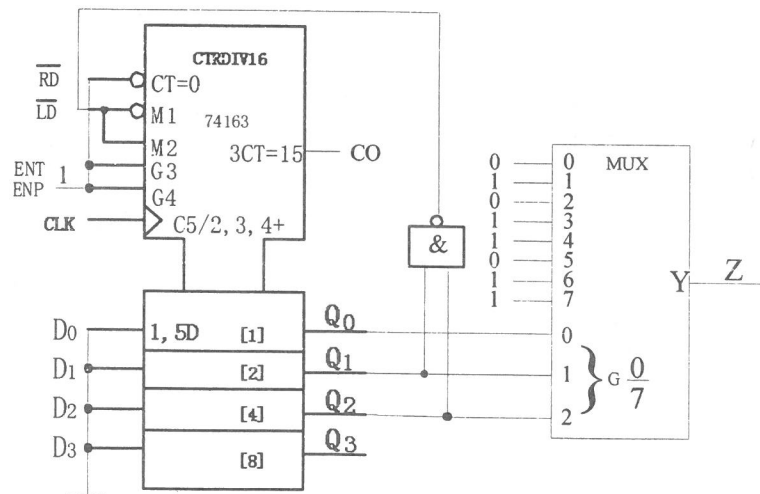 CTRDIV16
RD
CT=0
LD
M1
74163
M2
3CT=15
CO
ENT
1
G3
ENP
G4
CLK
C5/2, 3, 4+
&
MUX
0 0
1 1
0 2
1 3
1 4
0 5
1 6
1 7
Y
Z
D0
1, 5D
[1]
Q0
0
D1
[2]
Q1
1
G 0/7
D2
[4]
Q2
2
D3
[8]
Q3